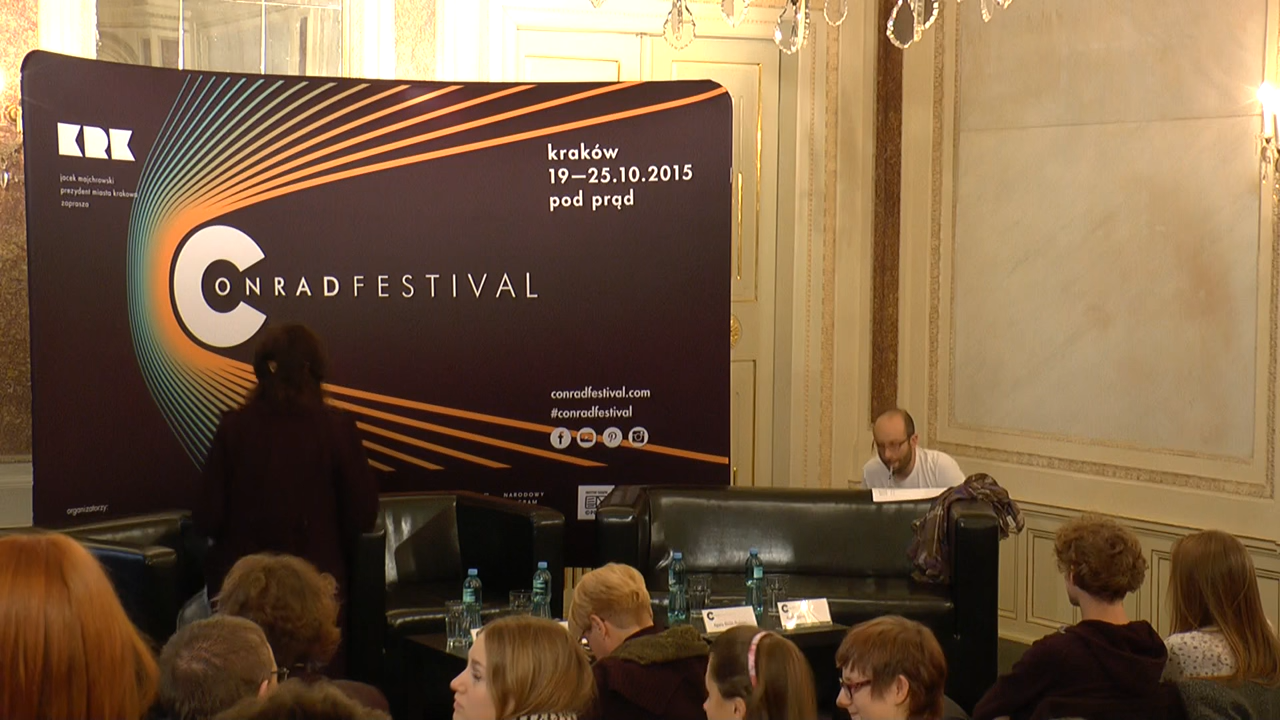 KRK
jacek majchrowski
prezydent miasta krakowa
zaprasza
kraków
19—25.10.2015
pod prąd
CONRADFESTIVAL
conradfestival.com
#conradfestival
NARODOWY
organizatorzy: